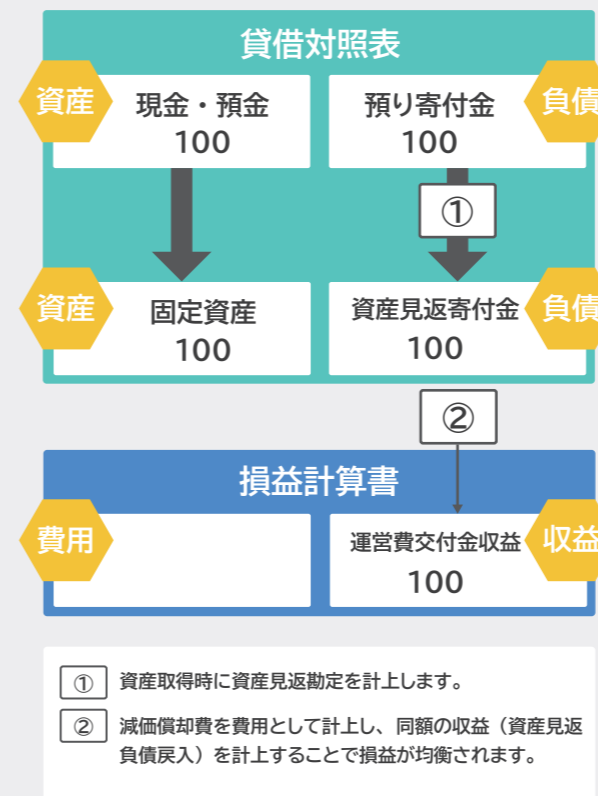 貸借対照表
資産
現金・預金
100
預り寄付金
100
負債
①
資産
固定資産
100
資産見返寄付金
100
負債
②
損益計算書
費用
運営費交付金収益
100
収益
① 資産取得時に資産見返勘定を計上します。
② 減価償却費を費用として計上し、同額の収益（資産見返
負債戻入）を計上することで損益が均衡されます。